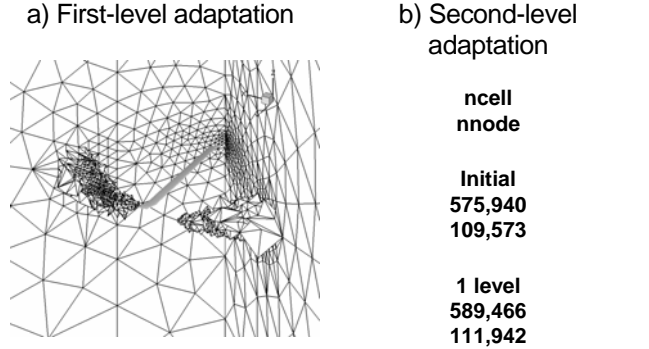 a) First-level adaptation
b) Second-level
adaptation
ncell
nnode
Initial
575,940
109,573
1 level
589,466
111,942